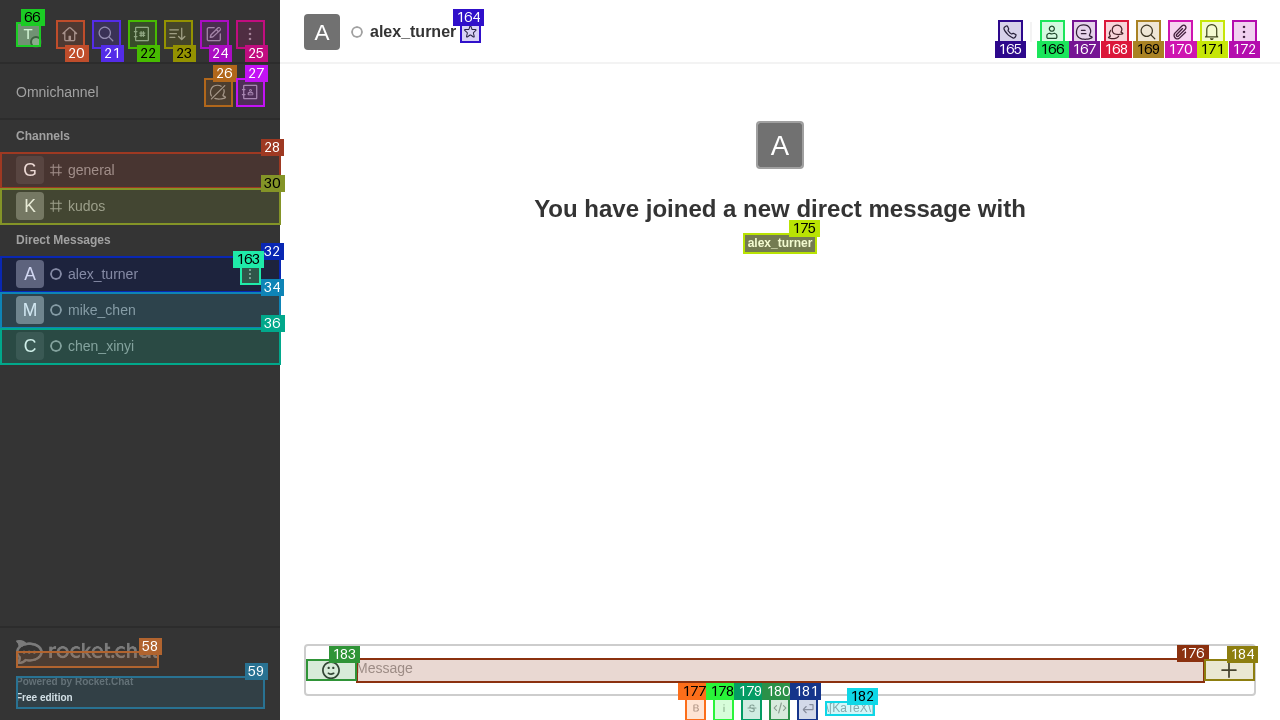 66
T
20
21
22
23
24
25
Omnichannel
26
27
Channels
28
G general
30
K kudos
Direct Messages
32
A alex_turner
163
34
M mike_chen
36
C chen_xinyi
rocket.cha
58
59
Powered by Rocket.Chat
Free edition
A alex_turner
164
165
166
167
168
169
170
171
172
A
You have joined a new direct message with
175
alex_turner
183
Message
176
184
177
178
179
180
181
182
B
i
S
</>
\[KaTeX\]